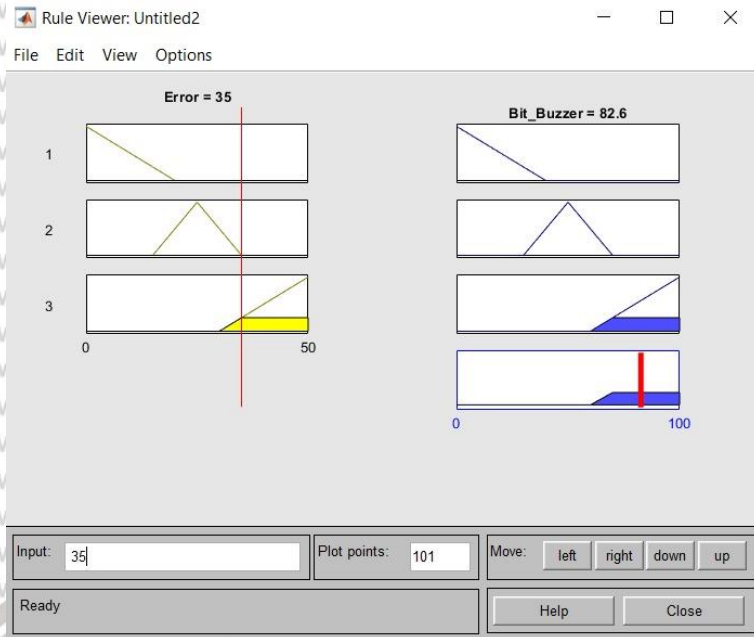 Rule Viewer: Untitled2
File Edit View Options
Error = 35
Bit_Buzzer = 82.6
1
2
3
0 50
0 100
Input: 35
Plot points: 101
Move: left right down up
Ready
Help Close